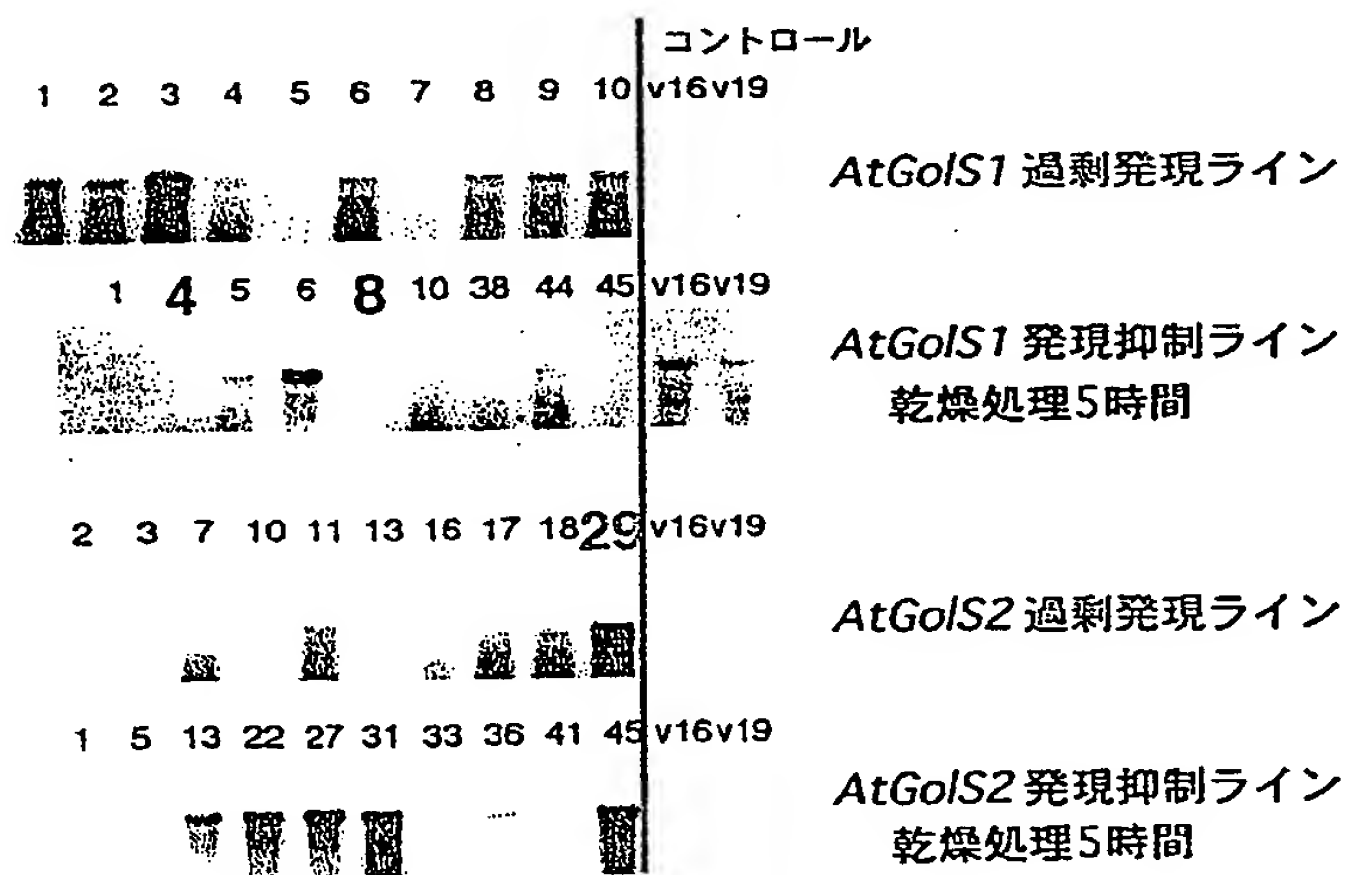 コントロール
1 2 3 4 5 6 7 8 9 10 v16 v19
AtGolS1 過剰発現ライン
1 4 5 6 8 10 38 44 45 v16 v19
AtGolS1 発現抑制ライン
乾燥処理5時間
2 3 7 10 11 13 16 17 18 29 v16 v19
AtGolS2 過剰発現ライン
1 5 13 22 27 31 33 36 41 45 v16 v19
AtGolS2 発現抑制ライン
乾燥処理5時間